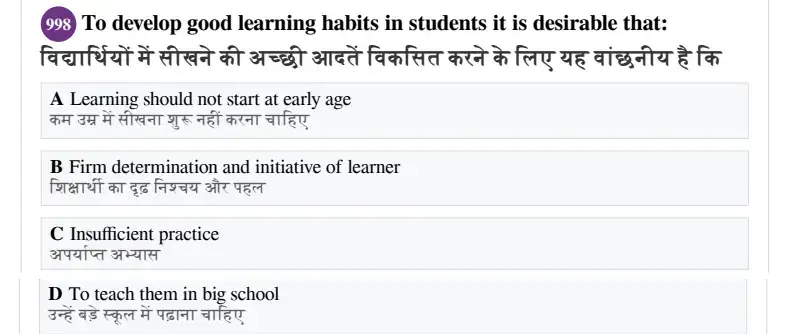 998 To develop good learning habits in students it is desirable that:
विद्यार्थियों में सीखने की अच्छी आदतें विकसित करने के लिए यह वांछनीय है कि
A Learning should not start at early age
कम उम्र में सीखना शुरू नहीं करना चाहिए
B Firm determination and initiative of learner
शिक्षार्थी का दृढ़ निश्चय और पहल
C Insufficient practice
अपर्याप्त अभ्यास
D To teach them in big school
उन्हें बड़े स्कूल में पढ़ाना चाहिए